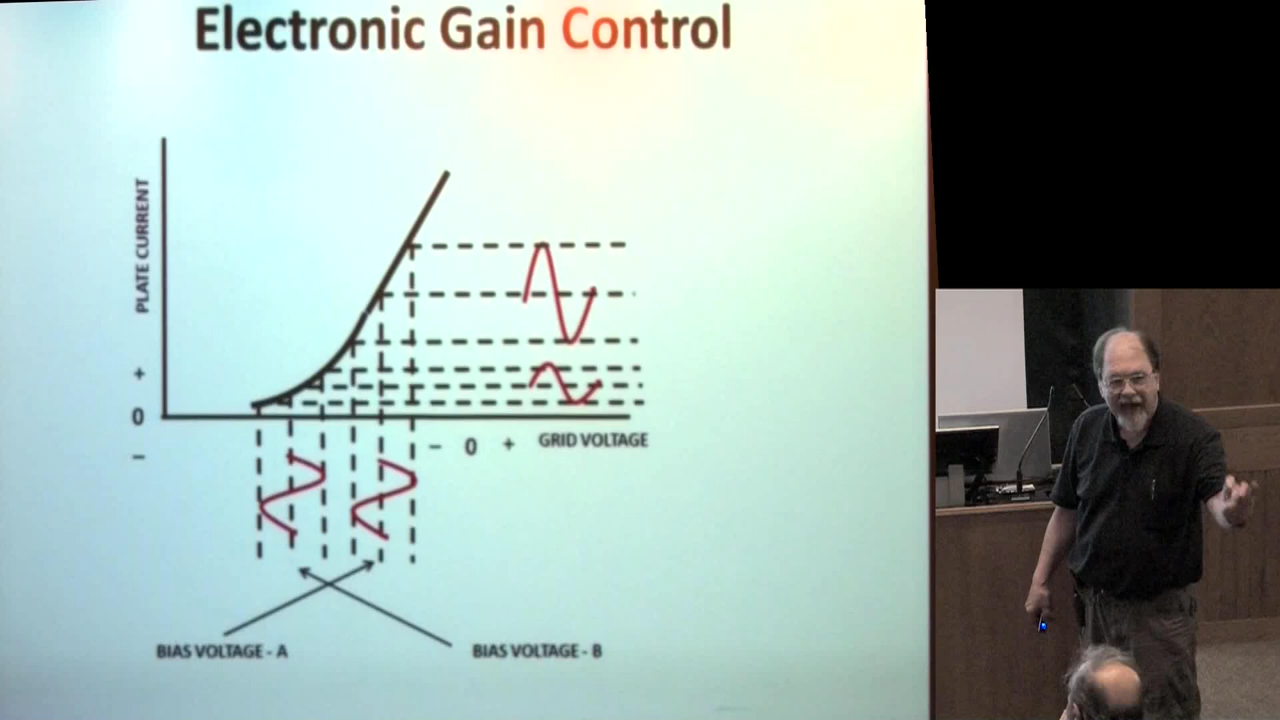 Electronic Gain Control
PLATE CURRENT
+
0
–
– 0 + GRID VOLTAGE
BIAS VOLTAGE - A
BIAS VOLTAGE - B